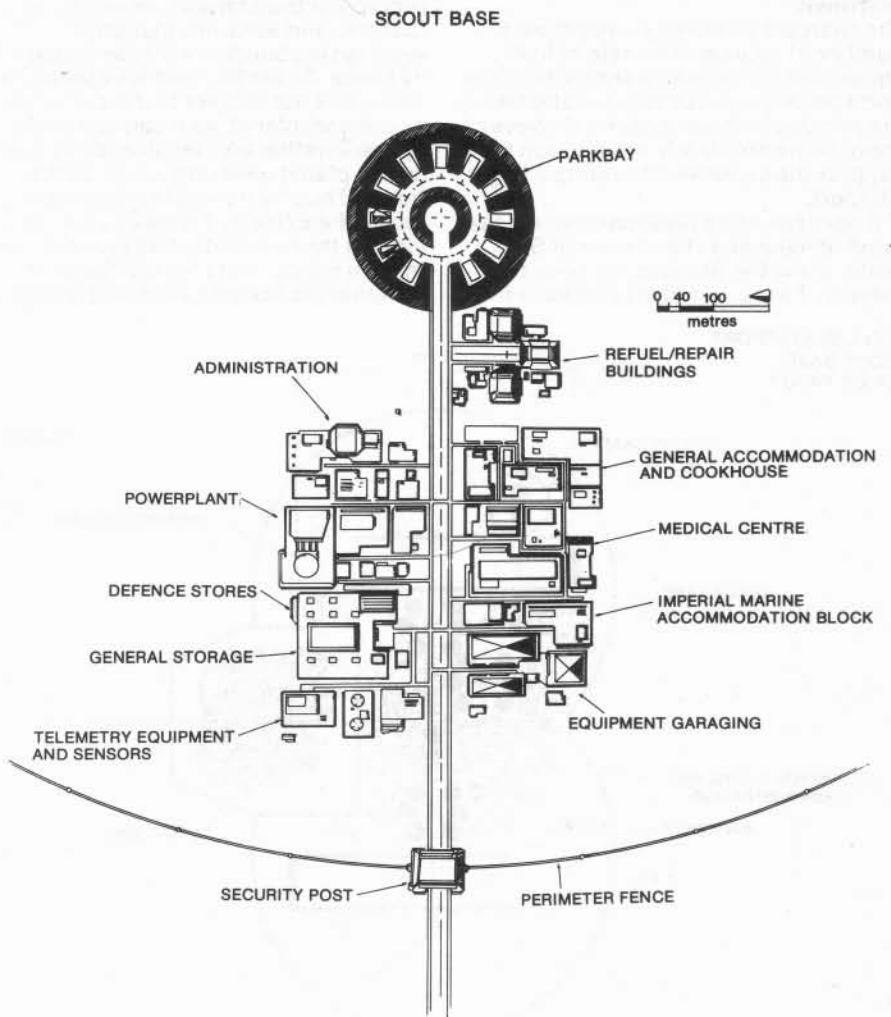 SCOUT BASE
PARKBAY
0 40 100
metres
REFUEL/REPAIR
BUILDINGS
ADMINISTRATION
GENERAL ACCOMMODATION
AND COOKHOUSE
POWERPLANT
MEDICAL CENTRE
DEFENCE STORES
IMPERIAL MARINE
ACCOMMODATION BLOCK
GENERAL STORAGE
EQUIPMENT GARAGING
TELEMETRY EQUIPMENT
AND SENSORS
SECURITY POST
PERIMETER FENCE